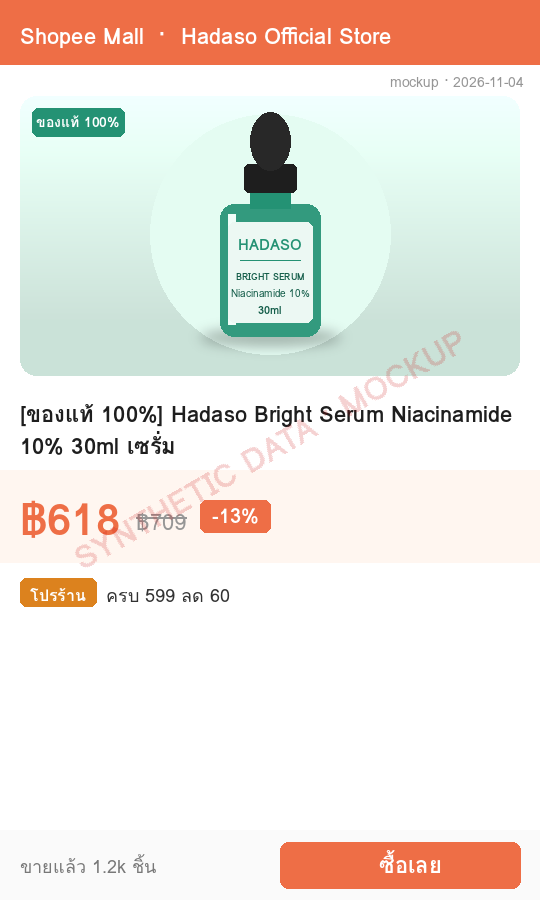 Shopee Mall · Hadaso Official Store
mockup · 2026-11-04
ของแท้ 100%
HADASO
BRIGHT SERUM
Niacinamide 10%
30ml
[ของแท้ 100%] Hadaso Bright Serum Niacinamide
10% 30ml เซรั่ม
฿618 ฿709 -13%
โปรร้าน ครบ 599 ลด 60
SYNTHETIC DATA · MOCKUP
ขายแล้ว 1.2k ชิ้น
ซื้อเลย